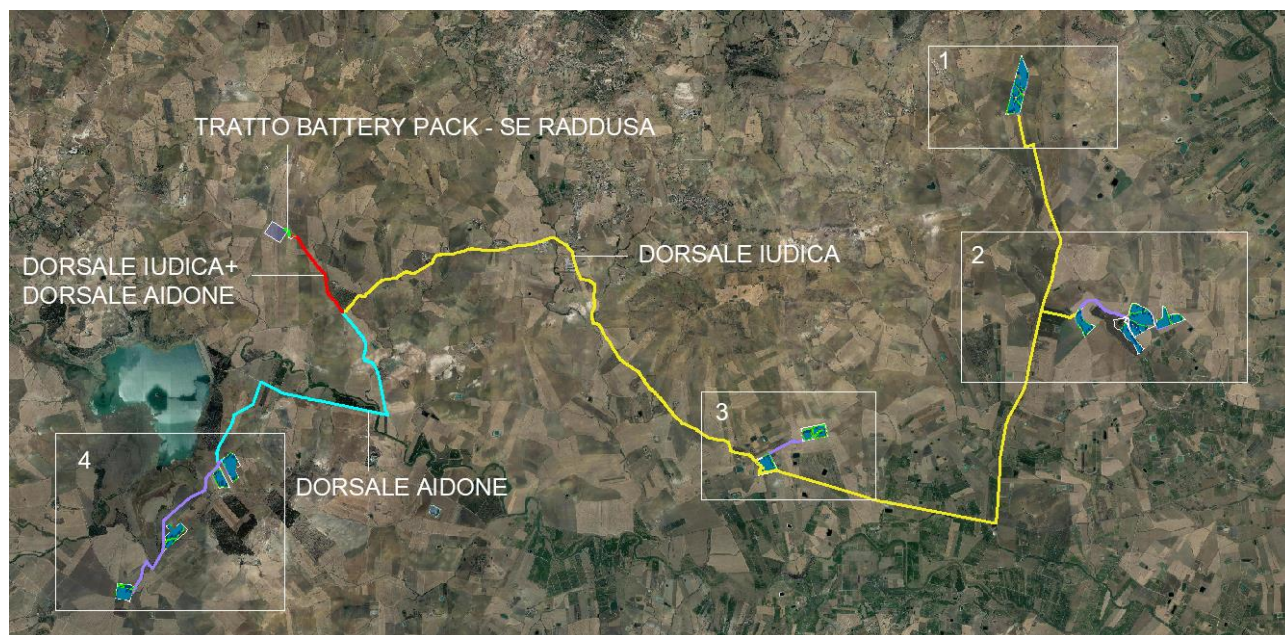 1
TRATTO BATTERY PACK - SE RADDUSA
DORSALE IUDICA+
DORSALE AIDONE
DORSALE IUDICA
2
3
4
DORSALE AIDONE